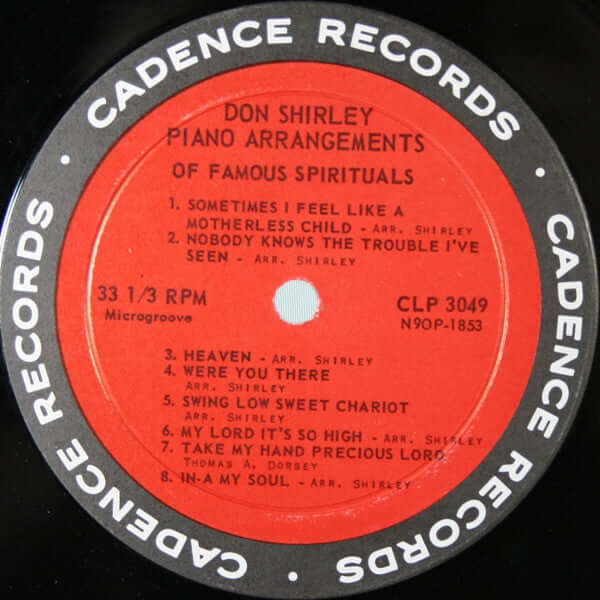 CADENCE RECORDS
CADENCE RECORDS
CADENCE RECORDS
DON SHIRLEY
PIANO ARRANGEMENTS
OF FAMOUS SPIRITUALS
1. SOMETIMES I FEEL LIKE A
MOTHERLESS CHILD - ARR. SHIRLEY
2. NOBODY KNOWS THE TROUBLE I'VE
SEEN - ARR. SHIRLEY
33 1/3 RPM
Microgroove
CLP 3049
N9OP-1853
3. HEAVEN - ARR. SHIRLEY
4. WERE YOU THERE
ARR. SHIRLEY
5. SWING LOW SWEET CHARIOT
ARR. SHIRLEY
6. MY LORD IT'S SO HIGH - ARR. SHIRLEY
7. TAKE MY HAND PRECIOUS LORD
THOMAS A. DORSEY
8. IN-A MY SOUL - ARR. SHIRLEY